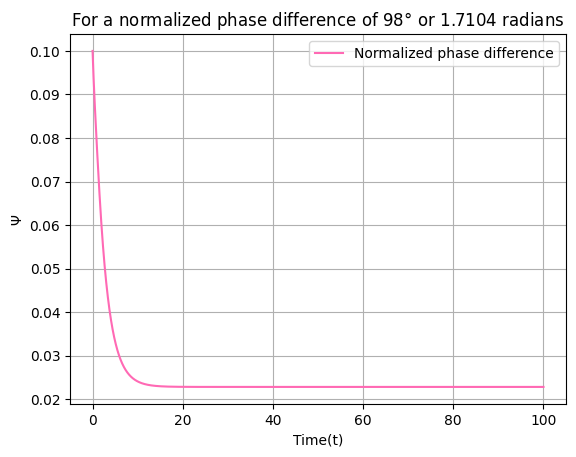 For a normalized phase difference of 98° or 1.7104 radians
Normalized phase difference
0.10
0.09
0.08
0.07
0.06
0.05
0.04
0.03
0.02
Ψ
0 20 40 60 80 100
Time(t)